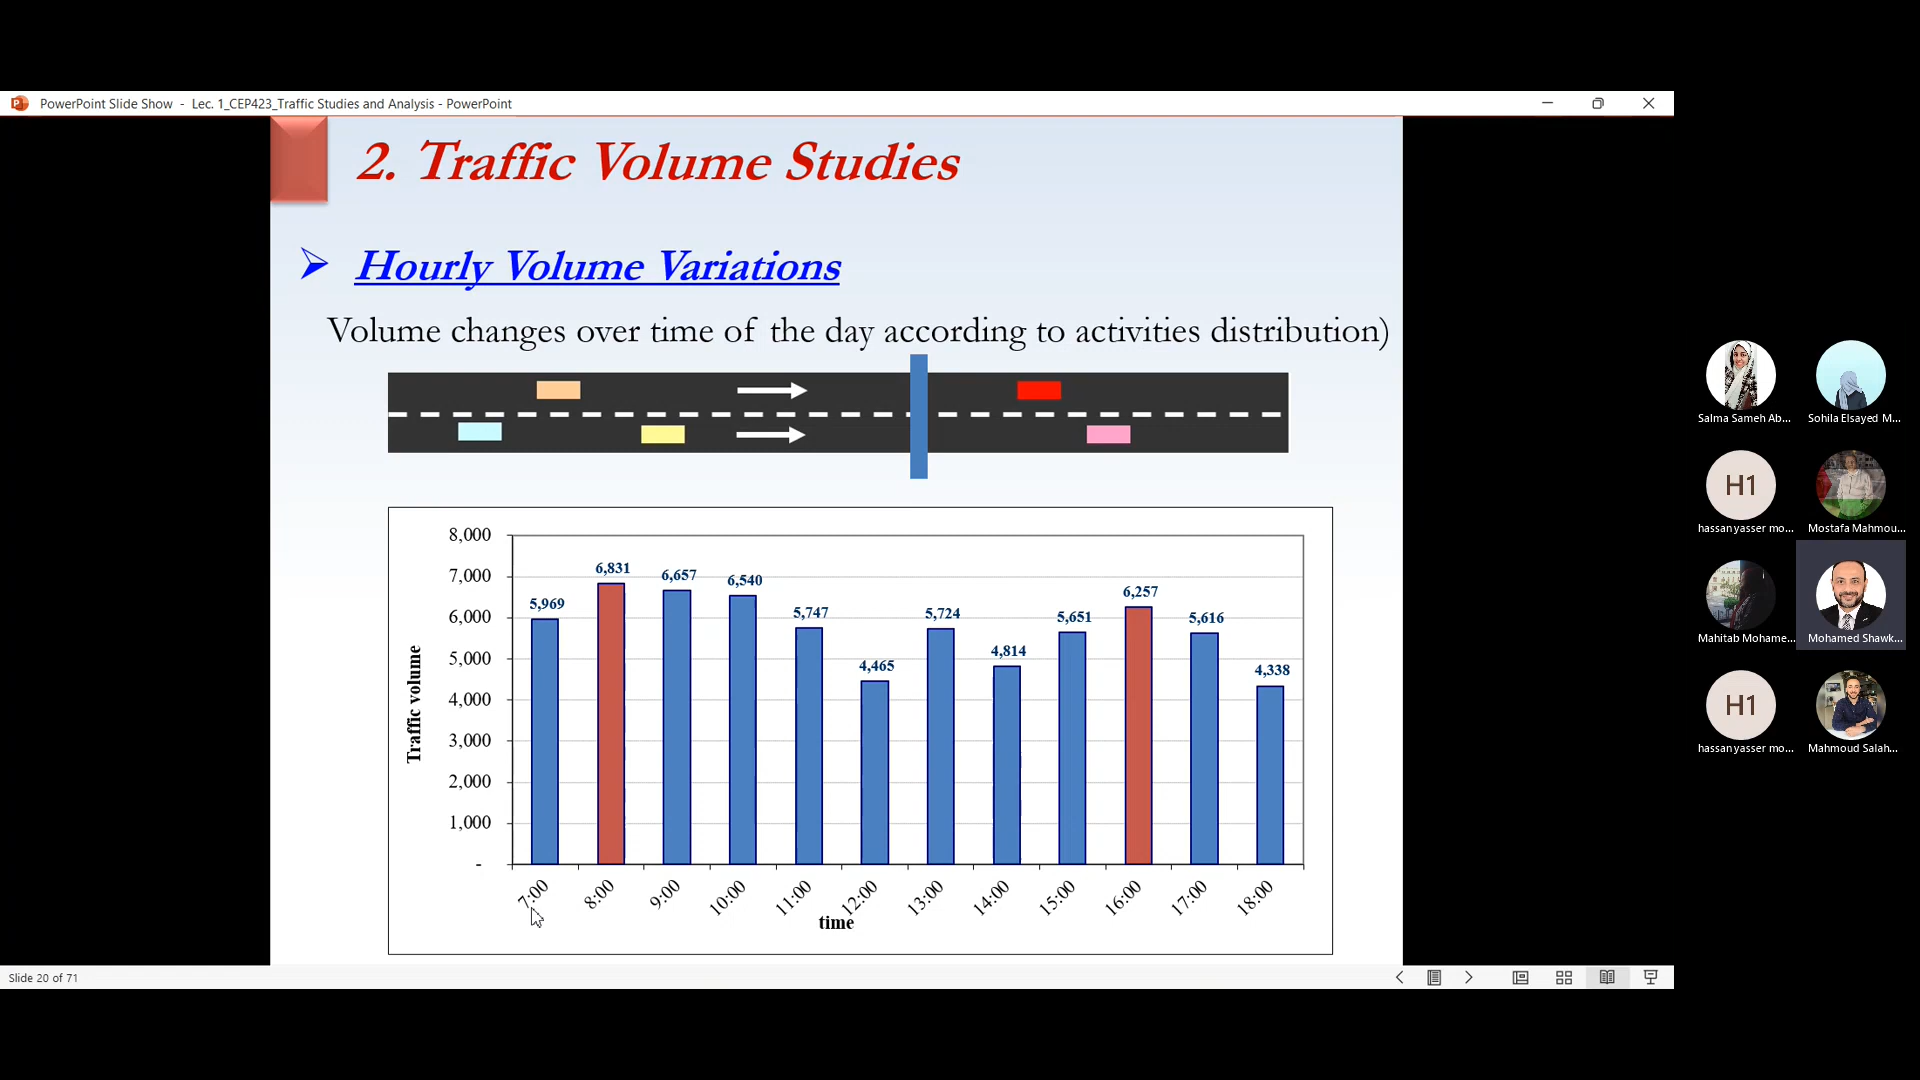 PowerPoint Slide Show - Lec. 1_CEP423_Traffic Studies and Analysis - PowerPoint
2. Traffic Volume Studies
Hourly Volume Variations
Volume changes over time of the day according to activities distribution)
8,000
7,000
6,000
5,000
4,000
3,000
2,000
1,000
-
Traffic volume
5,969
6,831
6,657
6,540
5,747
4,465
5,724
4,814
5,651
6,257
5,616
4,338
7:00
8:00
9:00
10:00
11:00
12:00
13:00
14:00
15:00
16:00
17:00
18:00
time
Slide 20 of 71
Salma Sameh Ab...
Sohila Elsayed M...
H1
hassan yasser mo...
Mostafa Mahmou...
Mahitab Mohame...
Mohamed Shawk...
H1
hassan yasser mo...
Mahmoud Salah...